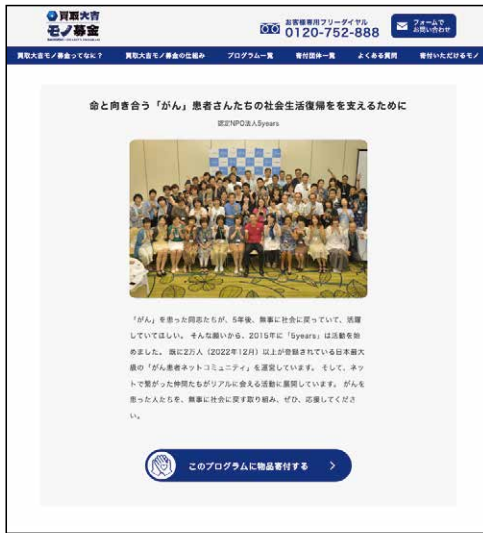 買取大吉
モノ募金
お客様専用フリーダイヤル
0120-752-888
フォームで
お問い合わせ
買取大吉モノ募金ってなに？
買取大吉モノ募金の仕組み
プログラム一覧
寄付団体一覧
よくある質問
寄付いただけるモノ
命と向き合う「がん」患者さんたちの社会生活復帰をを支えるために
認定NPO法人5years
「がん」を患った同志たちが、5年後、無事に社会に戻っていて、活躍
していてほしい。 そんな願いから、2015年に「5years」は活動を始
めました。 既に2万人（2022年12月）以上が登録されている日本最大
級の「がん患者ネットコミュニティ」を運営しています。 そして、ネッ
トで繋がった仲間たちがリアルに会える活動に展開しています。 がんを
患った人たちを、無事に社会に戻す取り組み、ぜひ、応援してくださ
い。
このプログラムに物品寄付する